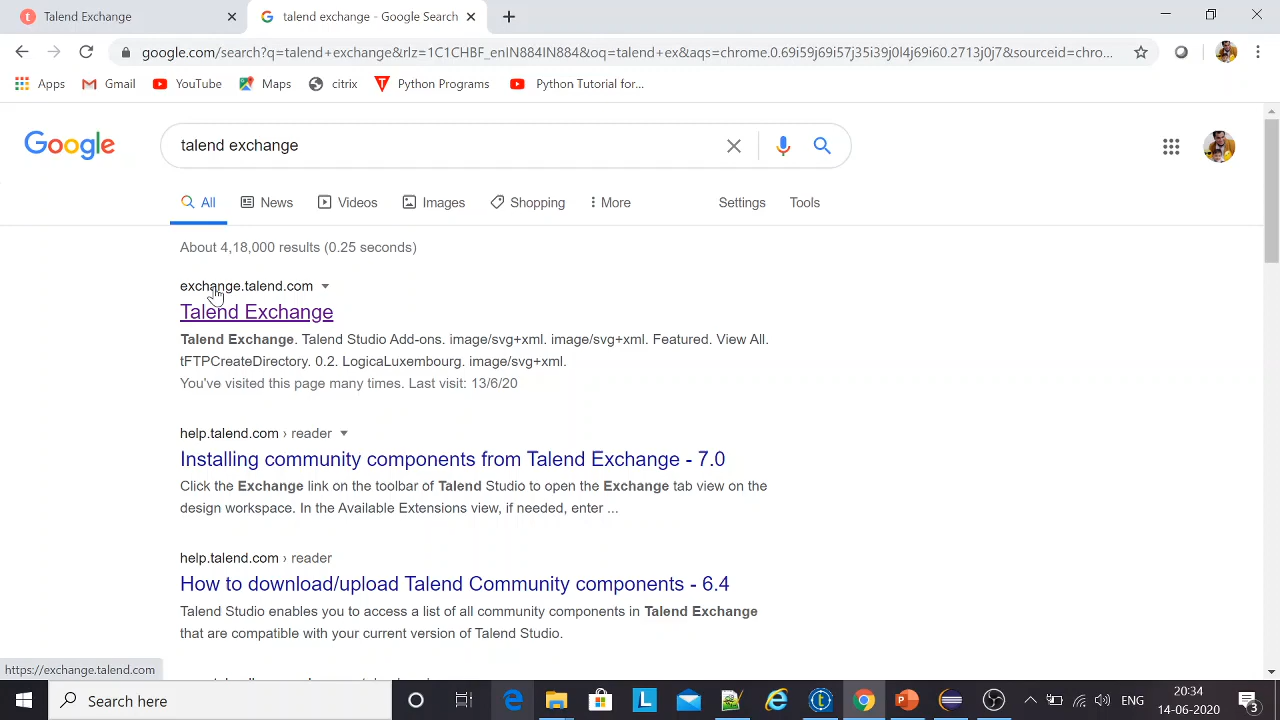 Talend Exchange
talend exchange - Google Search
google.com/search?q=talend+exchange&rlz=1C1CHBF_enIN884IN884&oq=talend+ex&aqs=chrome.0.69i59j69i57j35i39j0l4j69i60.2713j0j7&sourceid=chro...
Apps Gmail YouTube Maps citrix Python Programs Python Tutorial for...
Google
talend exchange
All News Videos Images Shopping More Settings Tools
About 4,18,000 results (0.25 seconds)
exchange.talend.com
Talend Exchange
Talend Exchange. Talend Studio Add-ons. image/svg+xml. image/svg+xml. Featured. View All.
tFTPCreateDirectory. 0.2. LogicaLuxembourg. image/svg+xml.
You've visited this page many times. Last visit: 13/6/20
help.talend.com › reader
Installing community components from Talend Exchange - 7.0
Click the Exchange link on the toolbar of Talend Studio to open the Exchange tab view on the
design workspace. In the Available Extensions view, if needed, enter ...
help.talend.com › reader
How to download/upload Talend Community components - 6.4
Talend Studio enables you to access a list of all community components in Talend Exchange
that are compatible with your current version of Talend Studio.
https://exchange.talend.com
Search here
ENG
20:34
14-06-2020
3